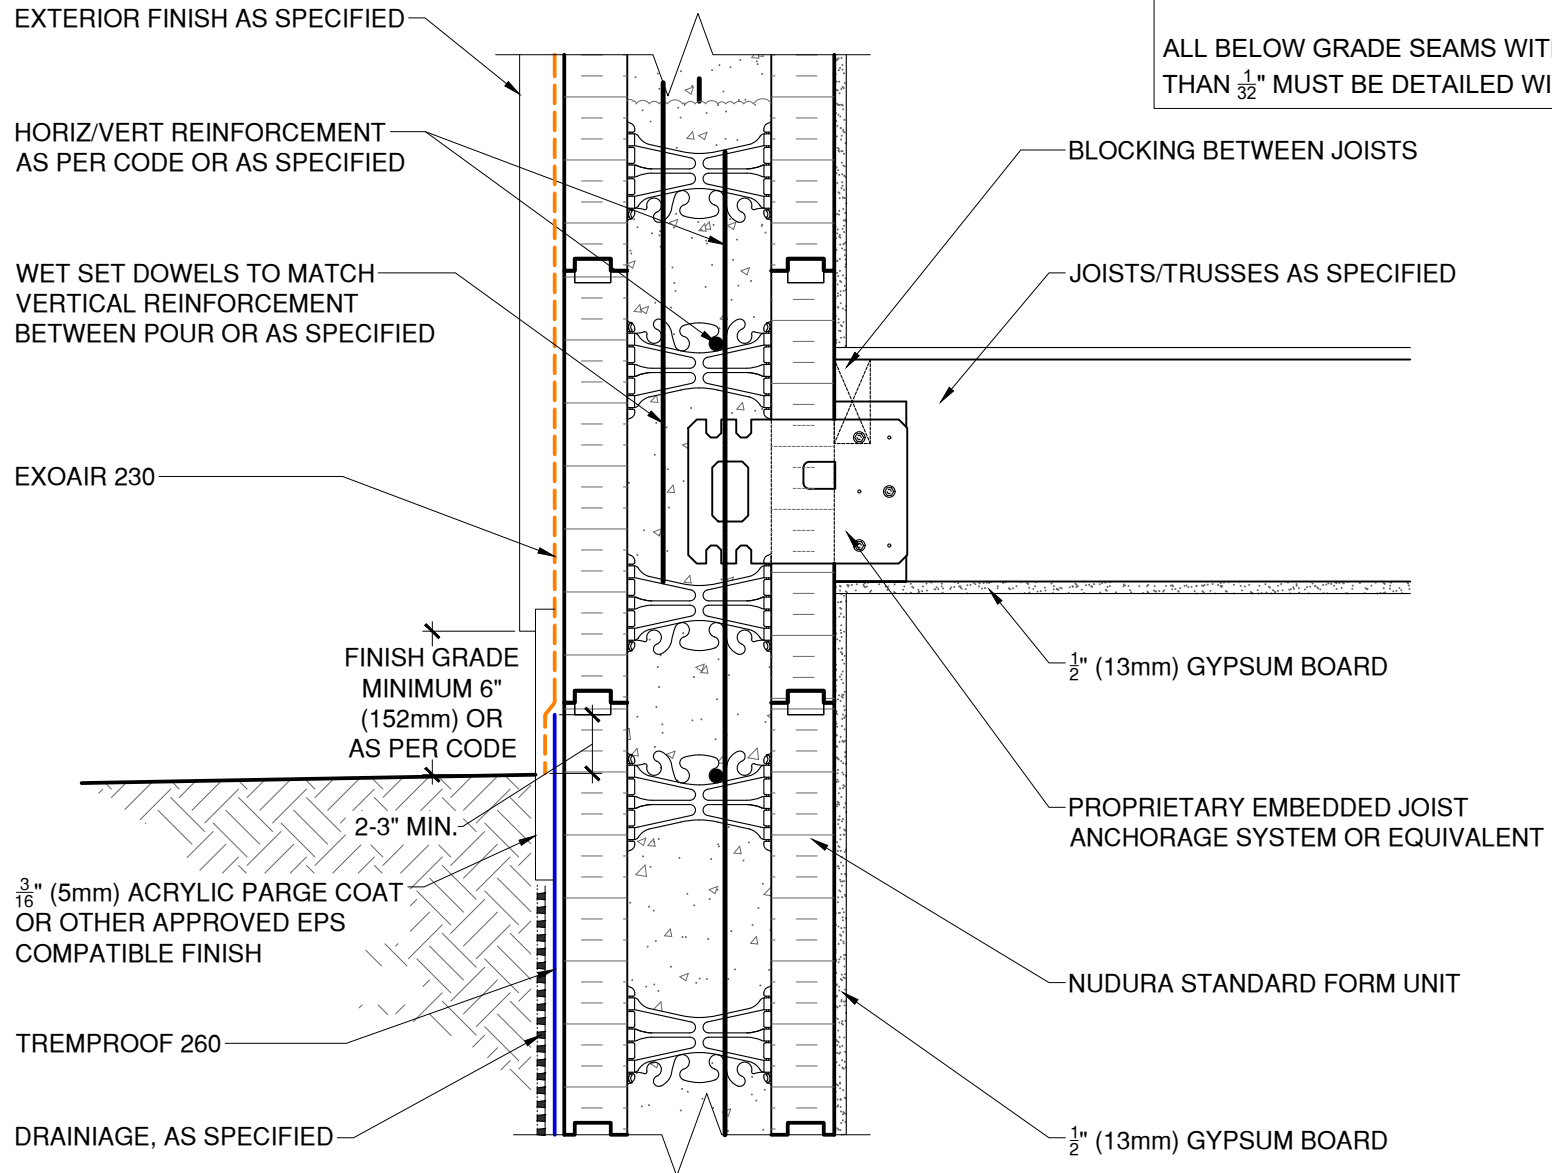 EXTERIOR FINISH AS SPECIFIED
HORIZ/VERT REINFORCEMENT
AS PER CODE OR AS SPECIFIED
WET SET DOWELS TO MATCH
VERTICAL REINFORCEMENT
BETWEEN POUR OR AS SPECIFIED
EXOAIR 230
FINISH GRADE
MINIMUM 6"
(152mm) OR
AS PER CODE
2-3" MIN.
3/16" (5mm) ACRYLIC PARGE COAT
OR OTHER APPROVED EPS
COMPATIBLE FINISH
TREMPROOF 260
DRAINIAGE, AS SPECIFIED
ALL BELOW GRADE SEAMS
THAN 1/32" MUST BE DETAILED
BLOCKING BETWEEN JOISTS
JOISTS/TRUSSES AS SPECIFIED
1/2" (13mm) GYPSUM BOARD
PROPRIETARY EMBEDDED JOIST
ANCHORAGE SYSTEM OR EQUIVALENT
NUDURA STANDARD FORM UNIT
1/2" (13mm) GYPSUM BOARD